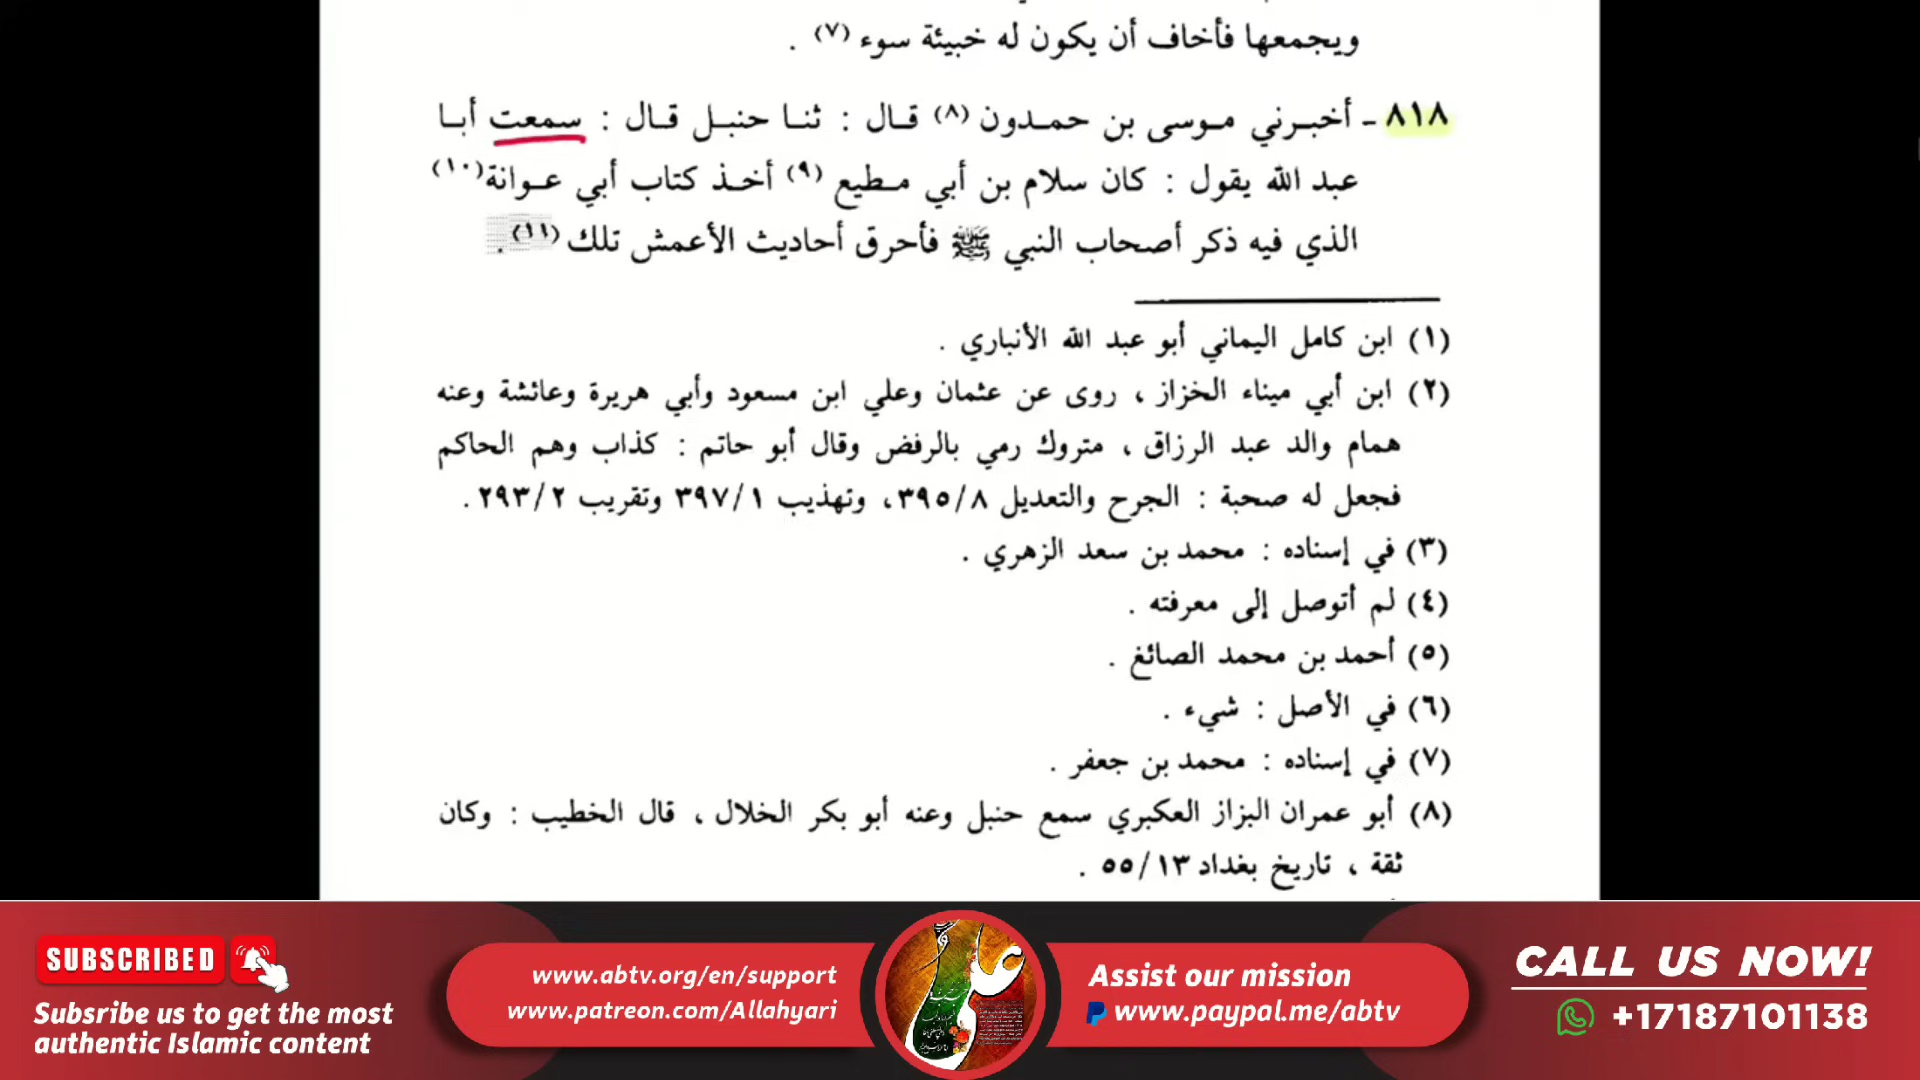 ويجمعها فأخاف أن يكون له خبيئة سوء (٧) .
٨١٨ - أخبرني موسى بن حمدون (٨) قال : ثنا حنبل قال : سمعت أبا
عبد الله يقول : كان سلام بن أبي مطيع (٩) أخذ كتاب أبي عوانة (١٠)
الذي فيه ذكر أصحاب النبي ﷺ فأحرق أحاديث الأعمش تلك (١١) .
(١) ابن كامل اليماني أبو عبد الله الأنباري .
(٢) ابن أبي ميناء الخزاز ، روى عن عثمان وعلي ابن مسعود وأبي هريرة وعائشة وعنه
همام والد عبد الرزاق ، متروك رمي بالرفض وقال أبو حاتم : كذاب وهم الحاكم
فجعل له صحبة : الجرح والتعديل ٣٩٥/٨، وتهذيب ٣٩٧/١ وتقريب ٢٩٣/٢ .
(٣) في إسناده : محمد بن سعد الزهري .
(٤) لم أتوصل إلى معرفته .
(٥) أحمد بن محمد الصائغ .
(٦) في الأصل : شيء .
(٧) في إسناده : محمد بن جعفر .
(٨) أبو عمران البزاز العكبري سمع حنبل وعنه أبو بكر الخلال ، قال الخطيب : وكان
ثقة ، تاريخ بغداد ٥٥/١٣ .
SUBSCRIBED
Subsribe us to get the most
authentic Islamic content
www.abtv.org/en/support
www.patreon.com/Allahyari
علی
Assist our mission
www.paypal.me/abtv
CALL US NOW!
+17187101138